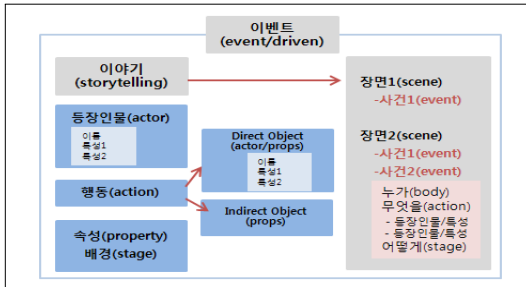 이벤트
(event/driven)
이야기
(storytelling)
등장인물(actor)
이름
특성1
특성2
행동(action)
속성(property)
배경(stage)
Direct Object
(actor/props)
이름
특성1
특성2
Indirect Object
(props)
장면1(scene)
-사건1(event)
장면2(scene)
-사건1(event)
-사건2(event)
누가(body)
무엇을(action)
- 등장인물/특성
- 등장인물/특성
어떻게(stage)